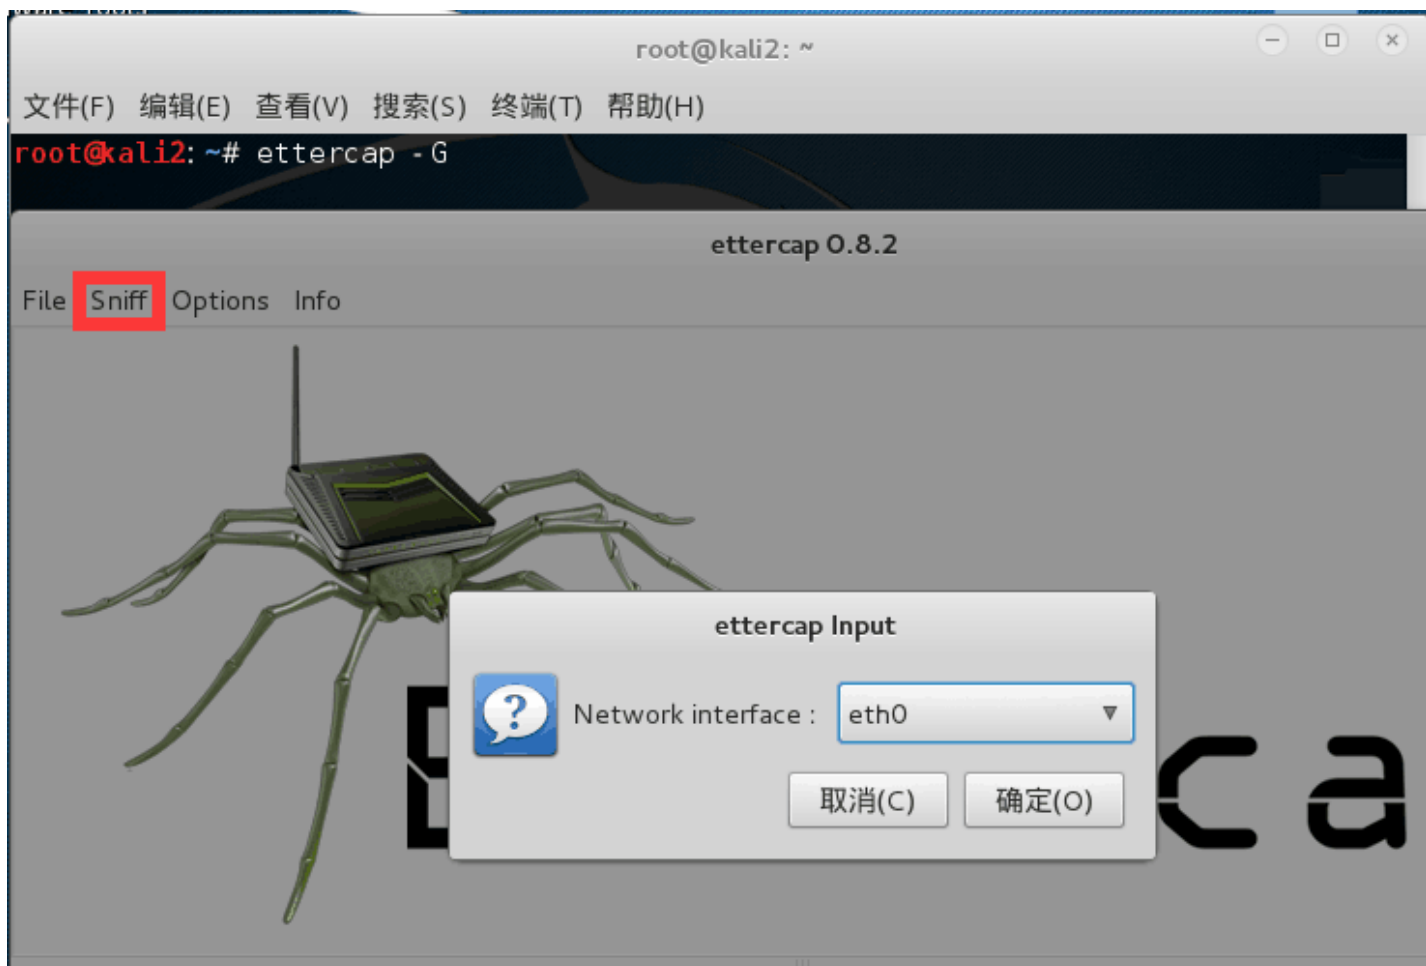 root@kali2: ~
文件(F) 编辑(E) 查看(V) 搜索(S) 终端(T) 帮助(H)
root@kali2:~# ettercap -G
ettercap 0.8.2
File Sniff Options Info
ettercap Input
Network interface : eth0
取消(C) 确定(O)